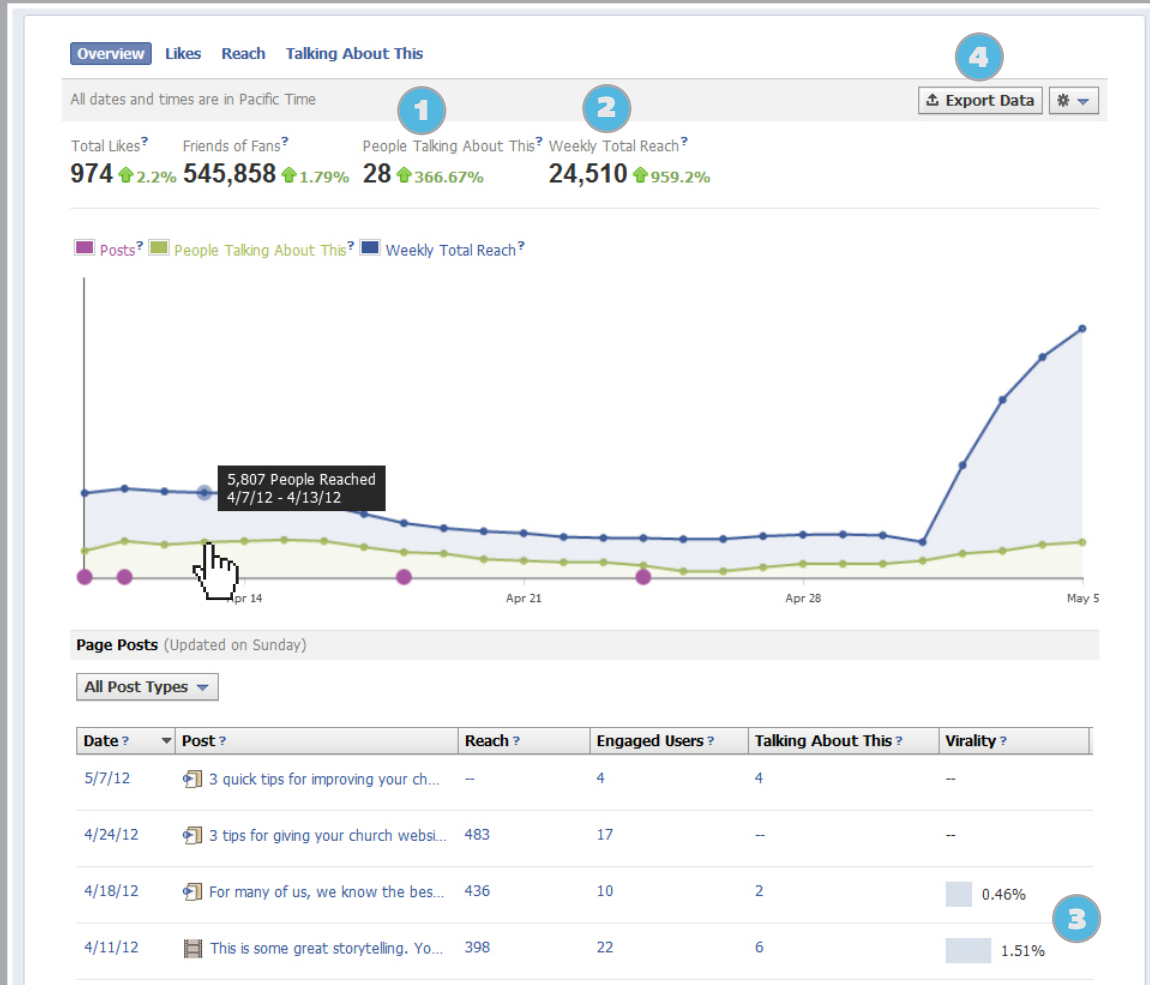 Overview Likes Reach Talking About This
4
All dates and times are in Pacific Time
1
2
Export Data
Total Likes? Friends of Fans? People Talking About This? Weekly Total Reach?
974 2.2% 545,858 1.79% 28 366.67% 24,510 959.2%
Posts? People Talking About This? Weekly Total Reach?
5,807 People Reached
4/7/12 - 4/13/12
Apr 14 Apr 21 Apr 28 May 5
Page Posts (Updated on Sunday)
All Post Types
Date ? Post ? Reach ? Engaged Users ? Talking About This ? Virality ?
5/7/12 3 quick tips for improving your ch... -- 4 4 --
4/24/12 3 tips for giving your church websi... 483 17 -- --
4/18/12 For many of us, we know the bes... 436 10 2 0.46%
3
4/11/12 This is some great storytelling. Yo... 398 22 6 1.51%